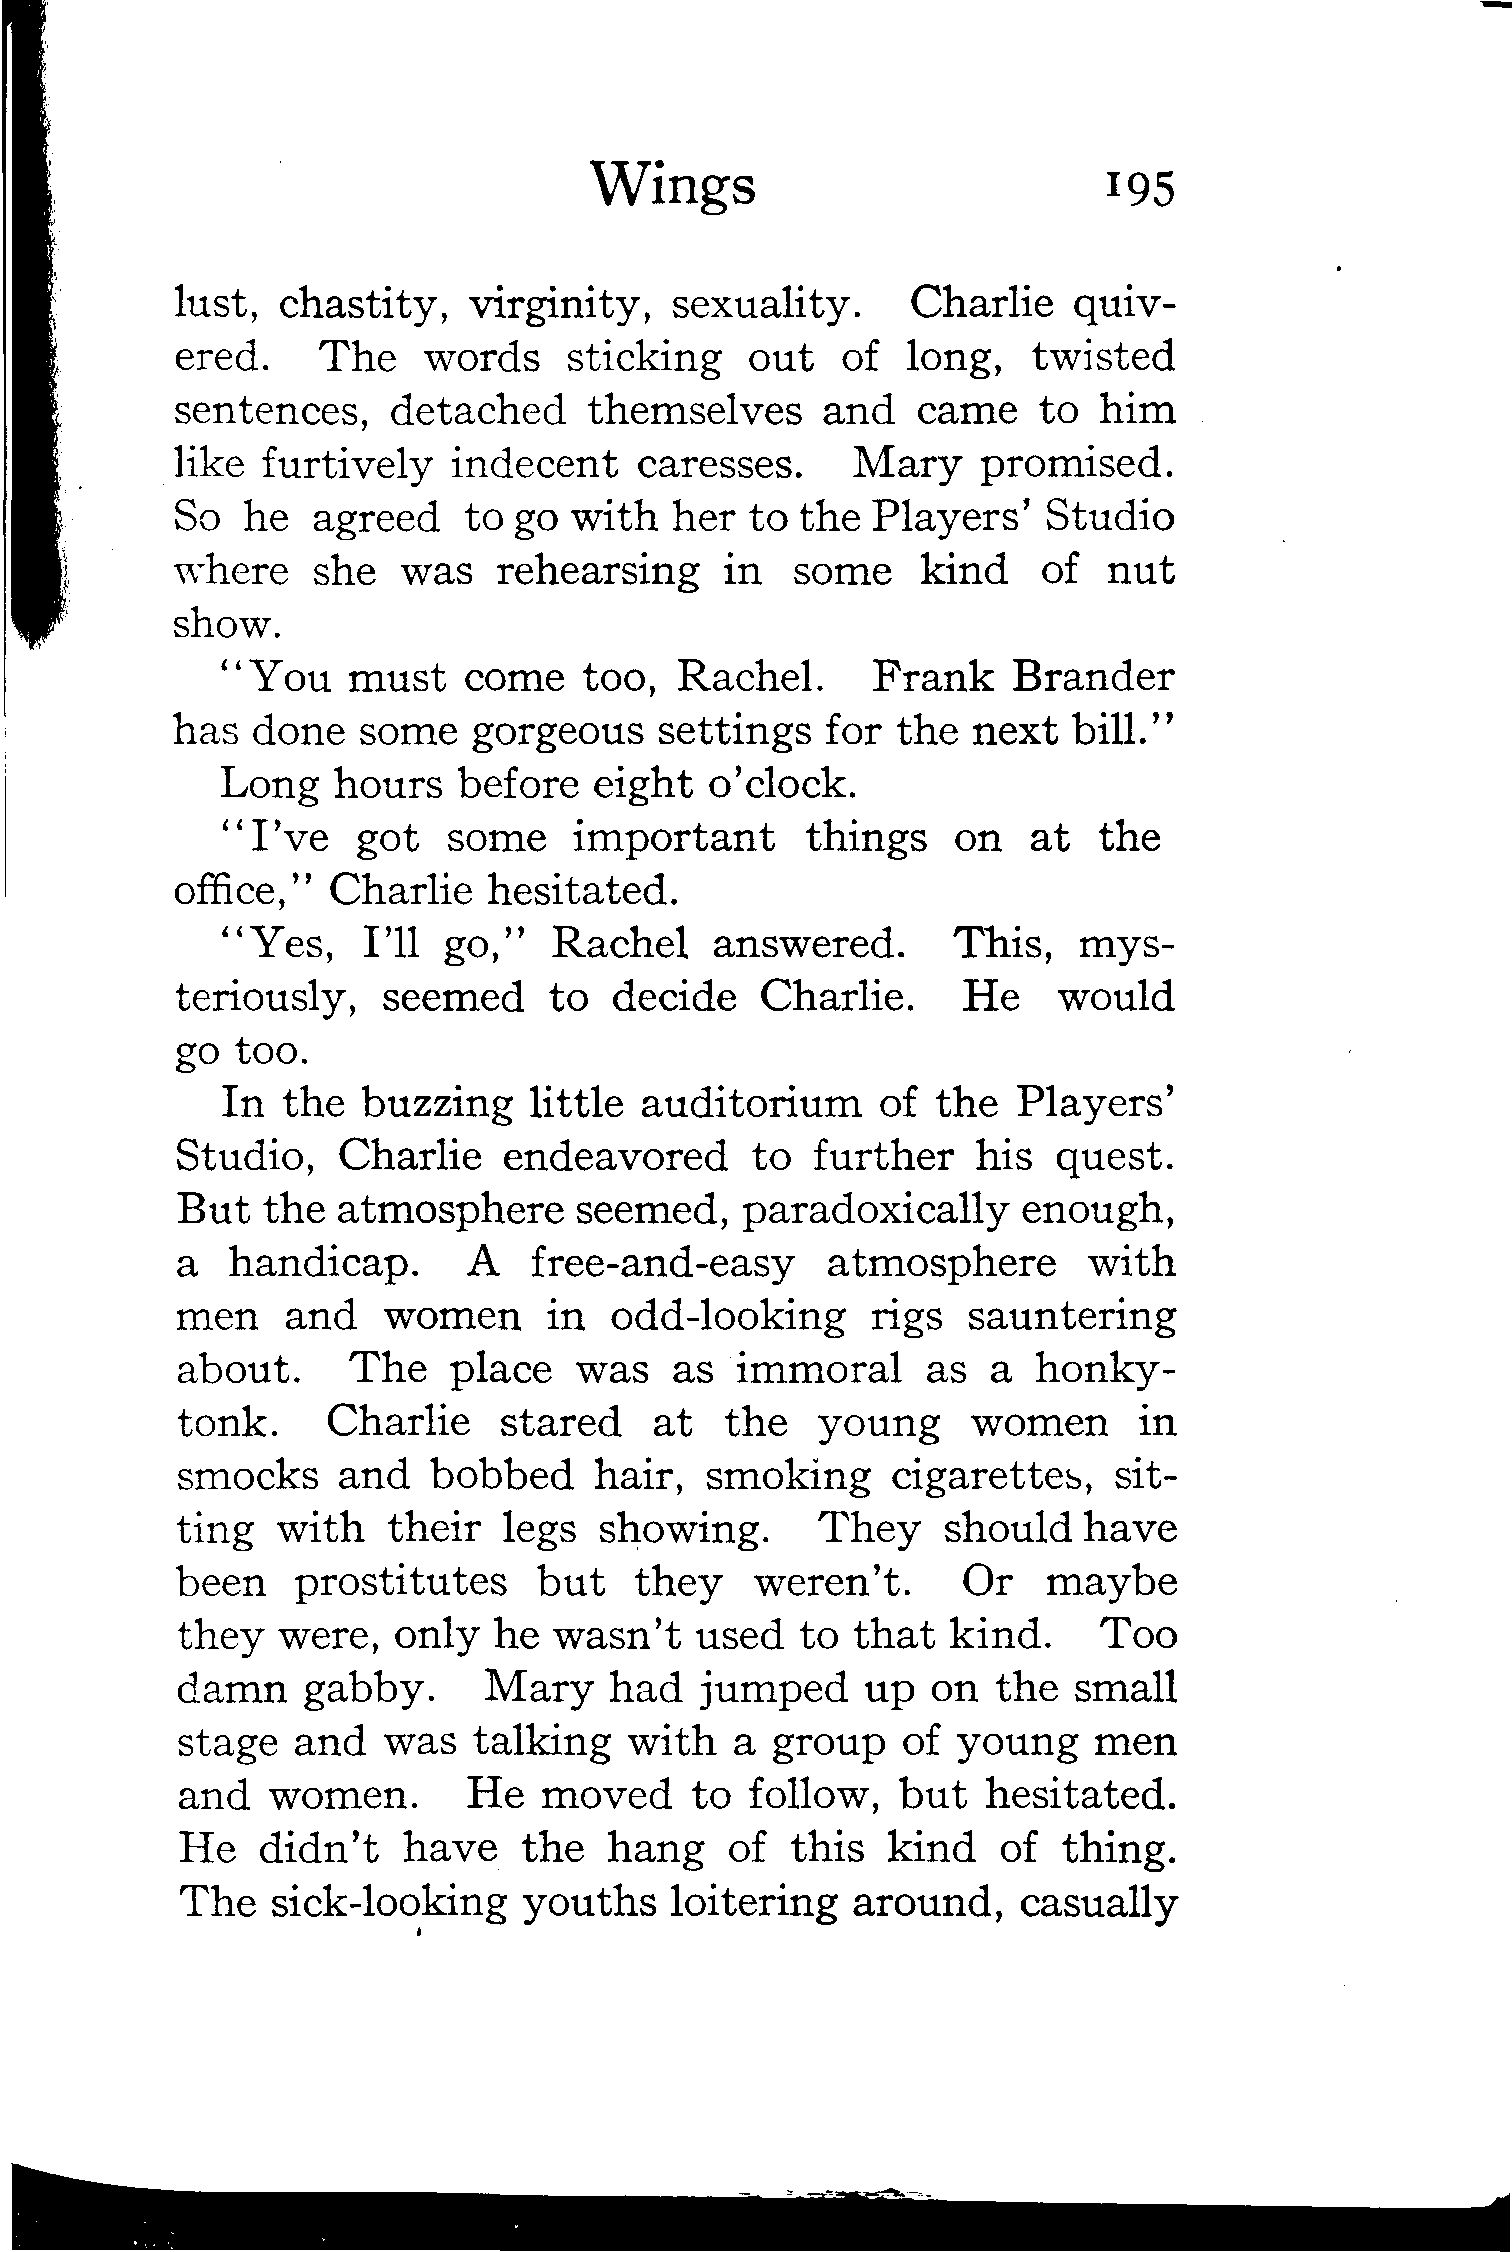 Wings 195
lust, chastity, virginity, sexuality. Charlie quiv-
ered. The words sticking out of long, twisted
sentences, detached themselves and came to him
like furtively indecent caresses. Mary promised.
So he agreed to go with her to the Players' Studio
where she was rehearsing in some kind of nut
show.
"You must come too, Rachel. Frank Brander
has done some gorgeous settings for the next bill."
Long hours before eight o'clock.
"I've got some important things on at the
office," Charlie hesitated.
"Yes, I'll go," Rachel answered. This, mys-
teriously, seemed to decide Charlie. He would
go too.
In the buzzing little auditorium of the Players'
Studio, Charlie endeavored to further his quest.
But the atmosphere seemed, paradoxically enough,
a handicap. A free-and-easy atmosphere with
men and women in odd-looking rigs sauntering
about. The place was as immoral as a honky-
tonk. Charlie stared at the young women in
smocks and bobbed hair, smoking cigarettes, sit-
ting with their legs showing. They should have
been prostitutes but they weren't. Or maybe
they were, only he wasn't used to that kind. Too
damn gabby. Mary had jumped up on the small
stage and was talking with a group of young men
and women. He moved to follow, but hesitated.
He didn't have the hang of this kind of thing.
The sick-looking youths loitering around, casually